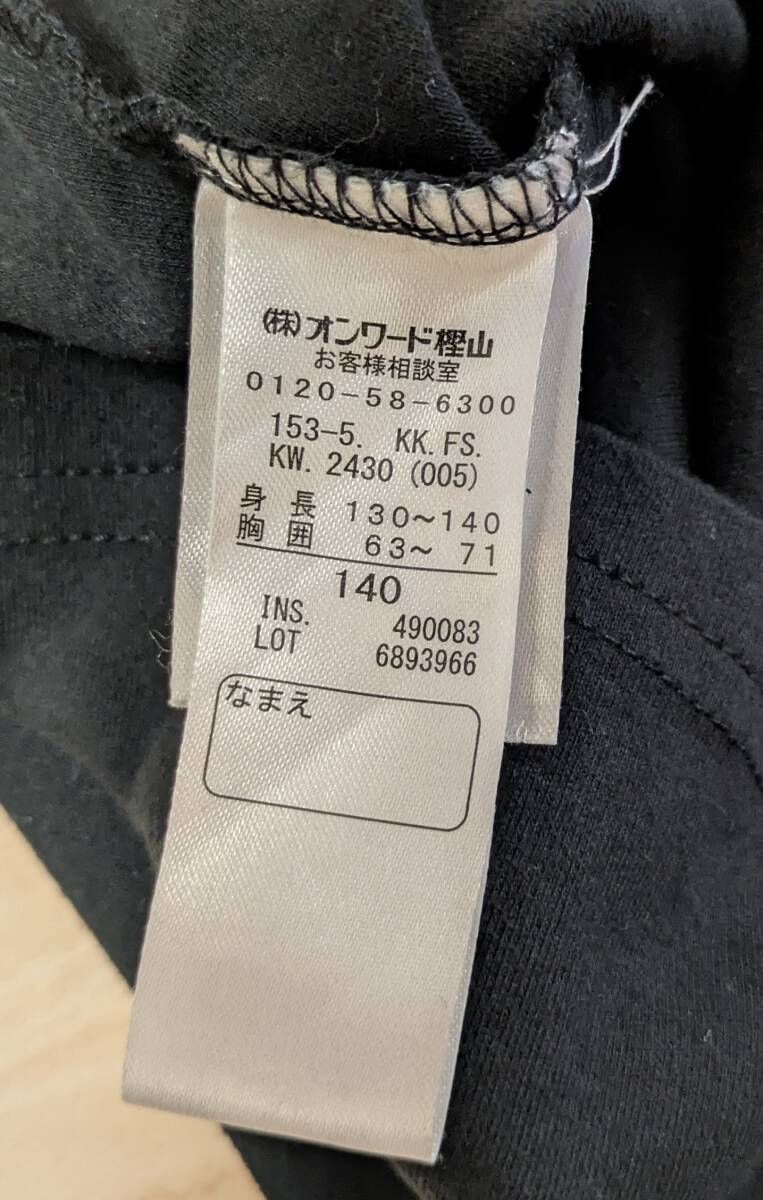 (株)オンワード樫山
お客様相談室
0120-58-6300
153-5. KK.FS.
KW. 2430 (005)
身長 130~140
胸囲 63~ 71
140
INS. 490083
LOT 6893966
なまえ